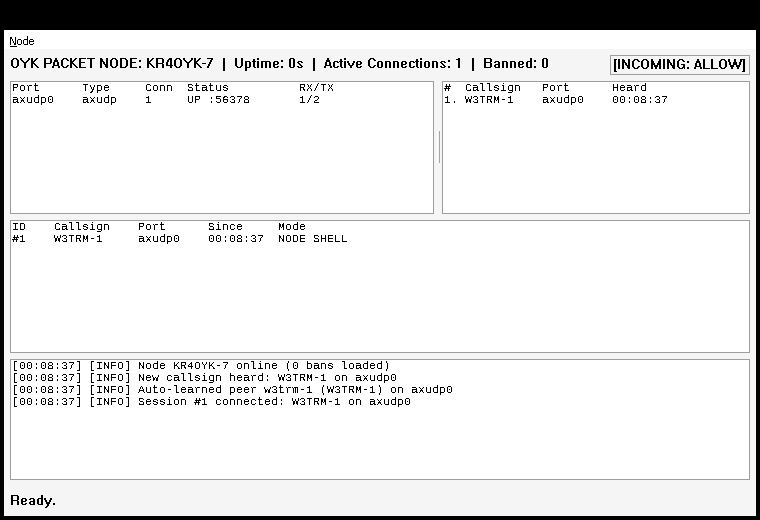 Node
OYK PACKET NODE: KR4OYK-7 | Uptime: 0s | Active Connections: 1 | Banned: 0 [INCOMING: ALLOW]
Port Type Conn Status RX/TX
axudp0 axudp 1 UP :56378 1/2
# Callsign Port Heard
1. W3TRM-1 axudp0 00:08:37
ID Callsign Port Since Mode
#1 W3TRM-1 axudp0 00:08:37 NODE SHELL
[00:08:37] [INFO] Node KR4OYK-7 online (0 bans loaded)
[00:08:37] [INFO] New callsign heard: W3TRM-1 on axudp0
[00:08:37] [INFO] Auto-learned peer w3trm-1 (W3TRM-1) on axudp0
[00:08:37] [INFO] Session #1 connected: W3TRM-1 on axudp0
Ready.